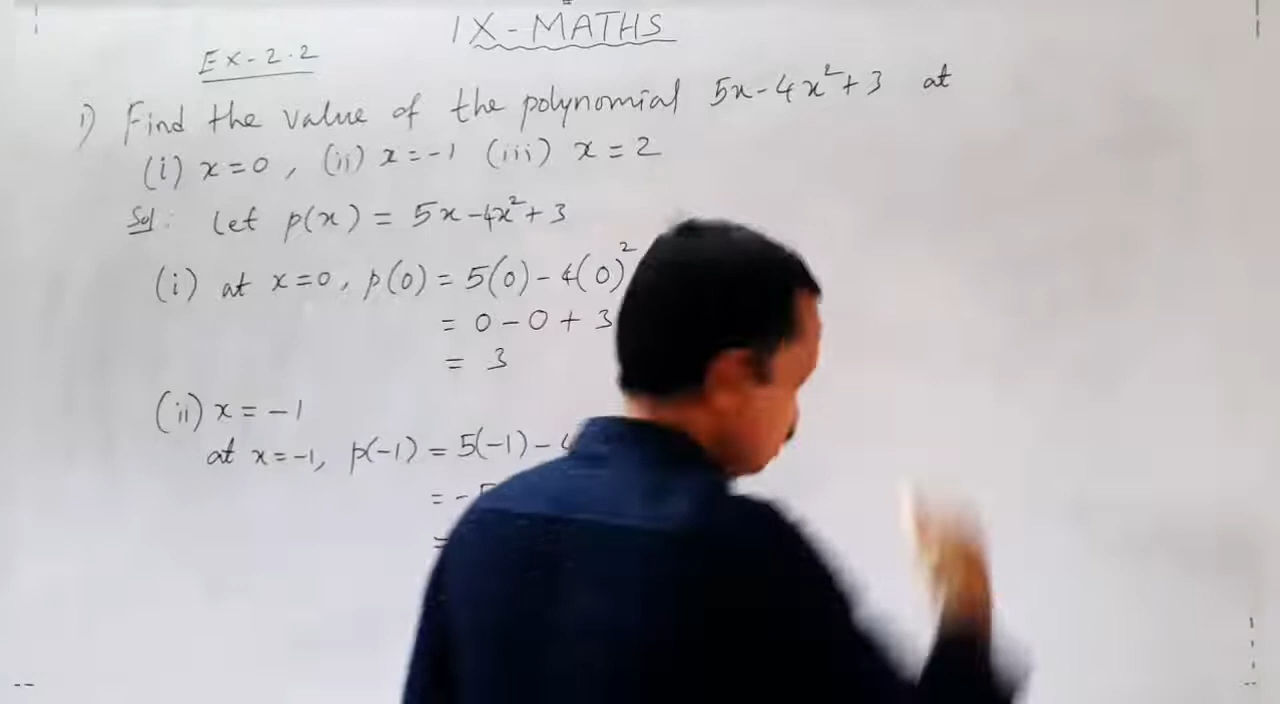 IX-MATHS
Ex-2.2
1) Find the value of the polynomial 5x-4x²+3 at
(i) x=0, (ii) x=-1 (iii) x=2
Sol: Let p(x) = 5x-4x²+3
(i) at x=0, p(0) = 5(0)-4(0)²
= 0-0+3
= 3
(ii) x=-1
at x=-1, p(-1) = 5(-1)-
= -
=